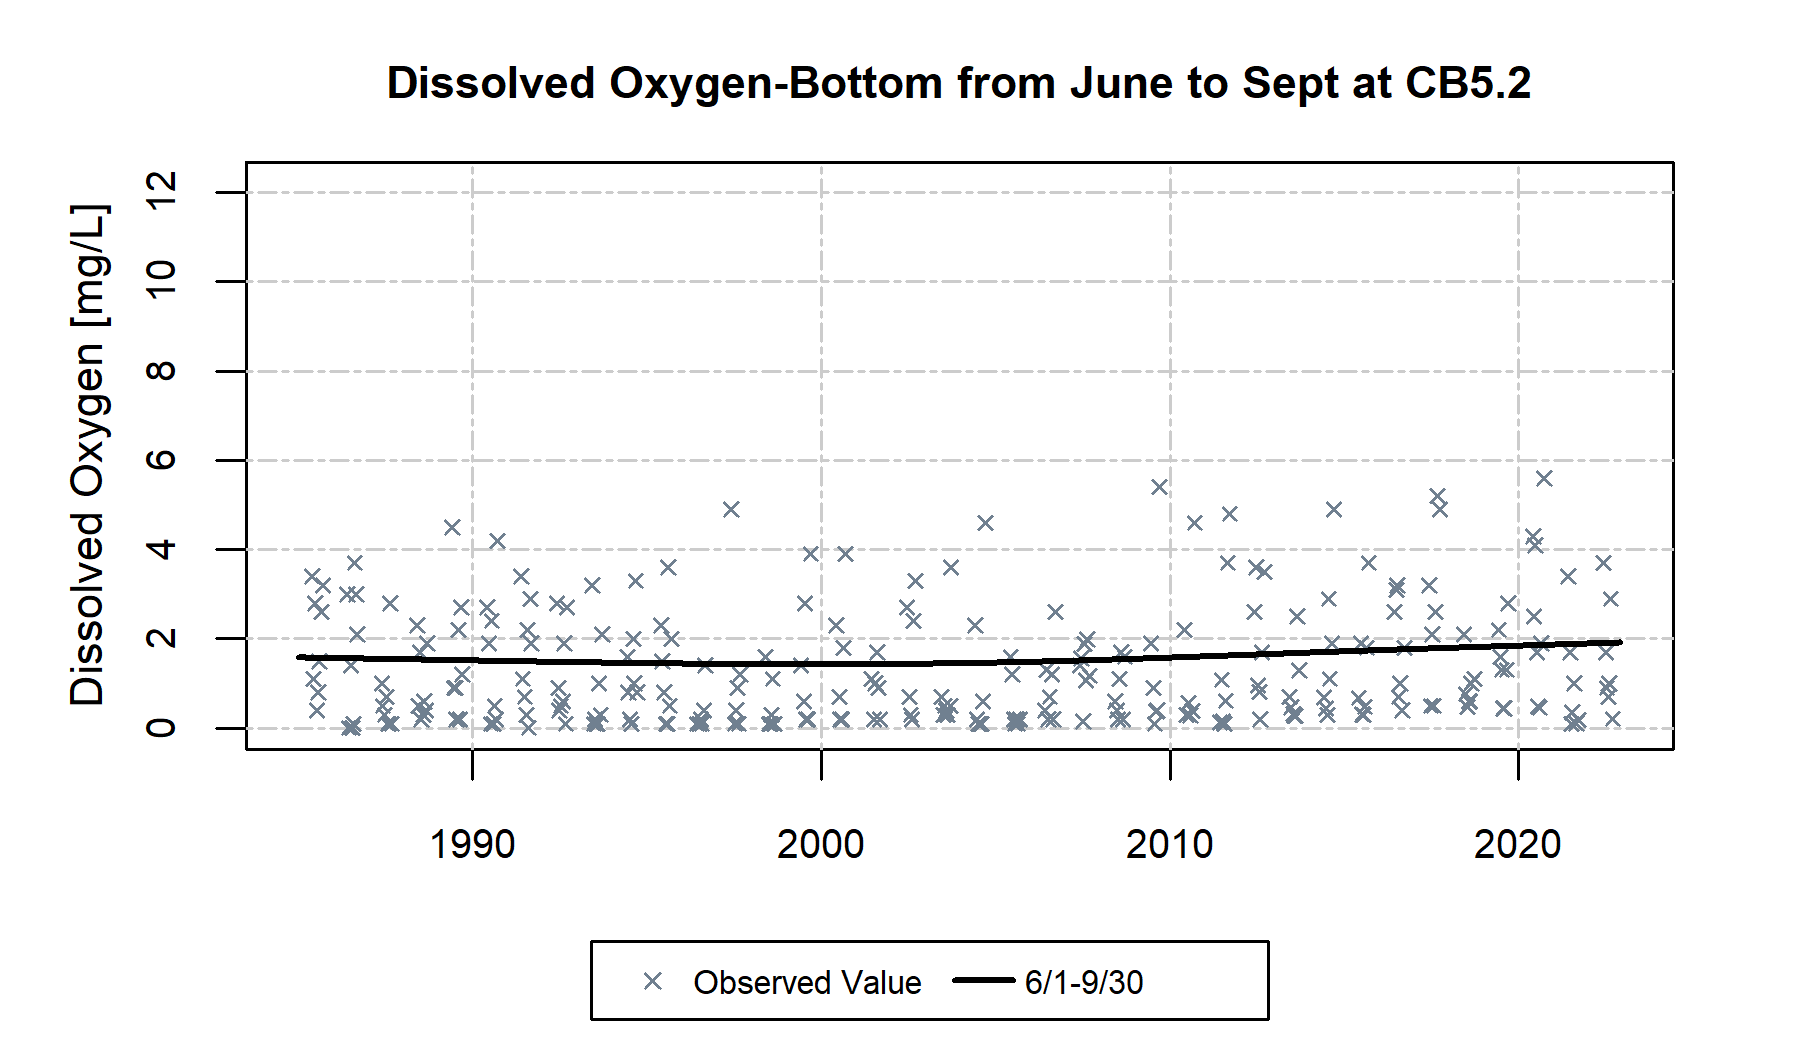 Dissolved Oxygen-Bottom from June to Sept at CB5.2
Dissolved Oxygen [mg/L]
12
10
8
6
4
2
0
1990 2000 2010 2020
Observed Value 6/1-9/30